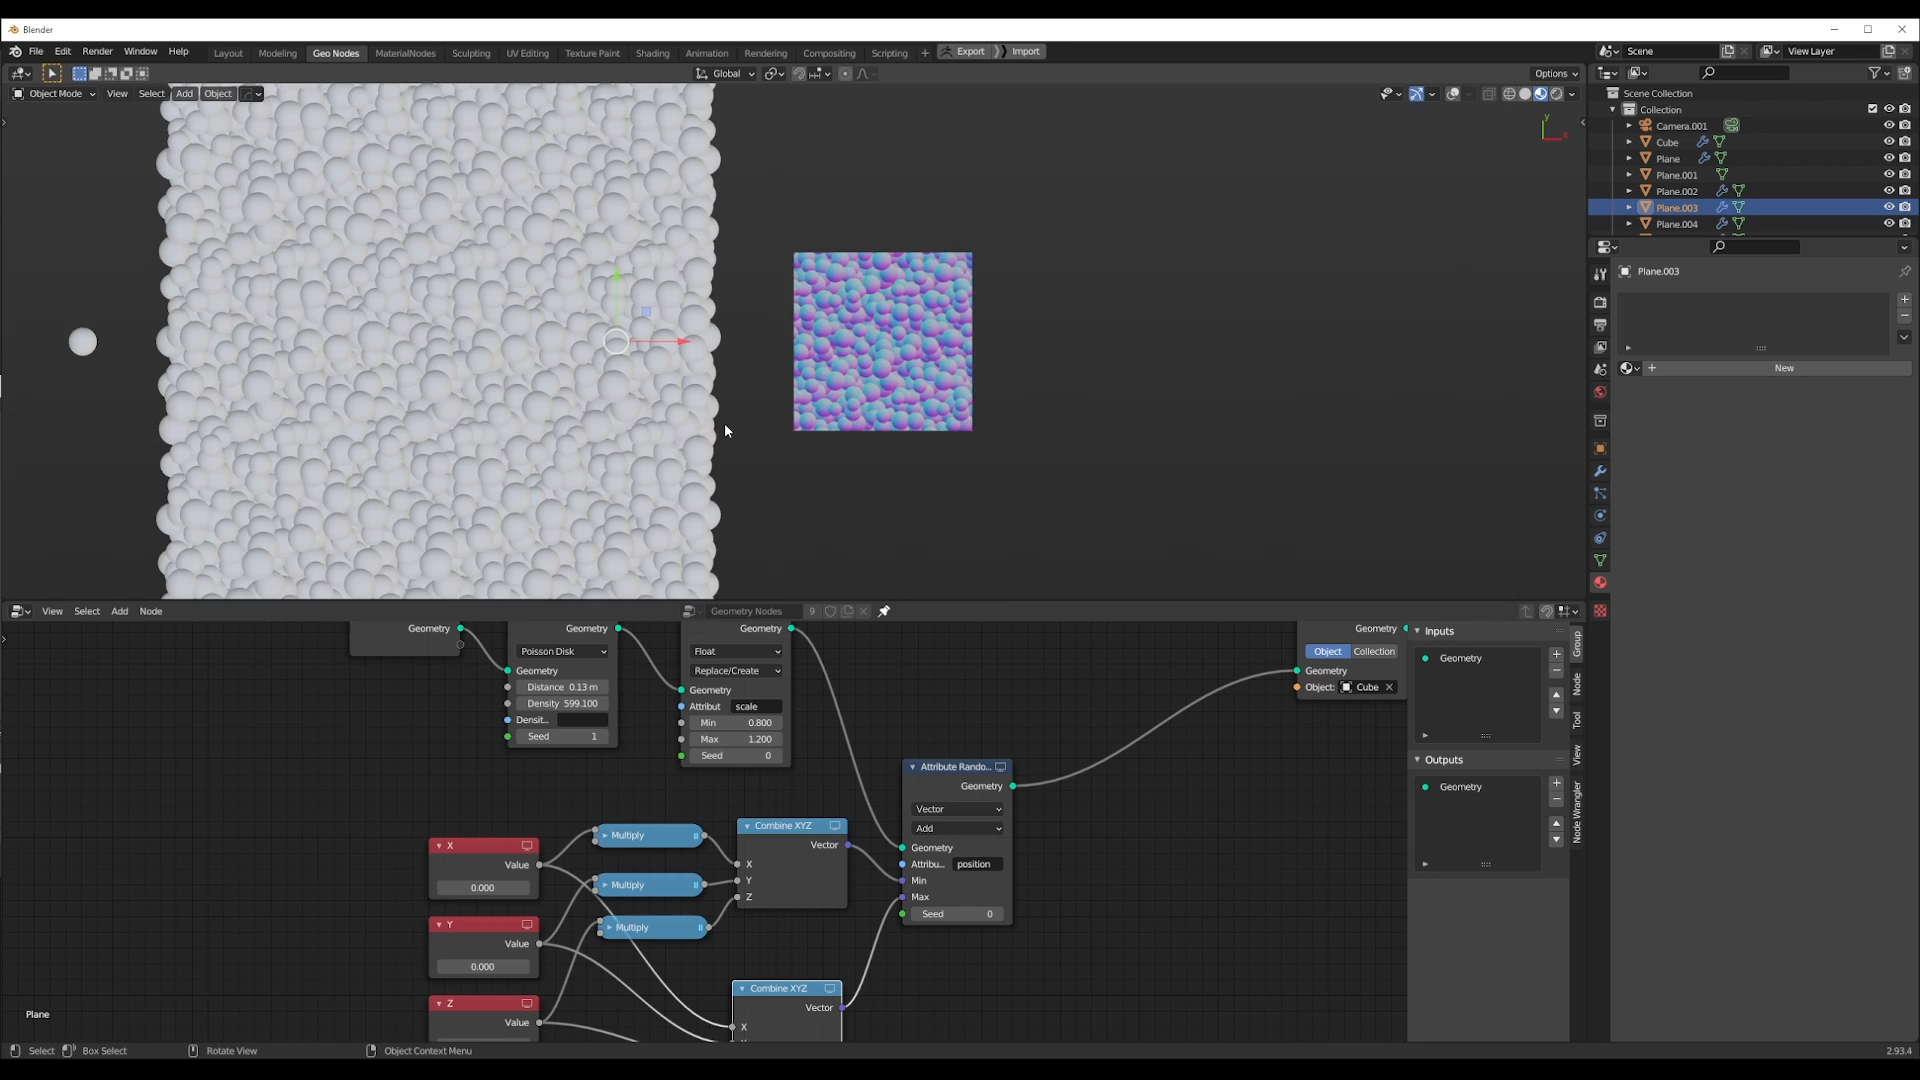 Blender
File Edit Render Window Help Layout Modeling Geo Nodes MaterialNodes Sculpting UV Editing Texture Paint Shading Animation Rendering Compositing Scripting + Export Import Scene View Layer
Global Options
Object Mode View Select Add Object
Scene Collection
Collection
Camera.001
Cube
Plane
Plane.001
Plane.002
Plane.003
Plane.004
Plane.003
New
y
x
View Select Add Node Geometry Nodes 9
Geometry
Geometry
Poisson Disk
Geometry
Distance 0.13 m
Density 599.100
Densit...
Seed 1
Geometry
Float
Replace/Create
Geometry
Attribut scale
Min 0.800
Max 1.200
Seed 0
Geometry
Object Collection
Geometry
Object: Cube
Attribute Rando...
Geometry
Vector
Add
Geometry
Attribu... position
Min
Max
Seed 0
X
Value
0.000
Y
Value
0.000
Z
Value
Multiply
Multiply
Multiply
Combine XYZ
Vector
X
Y
Z
Combine XYZ
Vector
X
Inputs
Geometry
Outputs
Geometry
Group
Node
Tool
View
Node Wrangler
Plane
Select Box Select Rotate View Object Context Menu 2.93.4